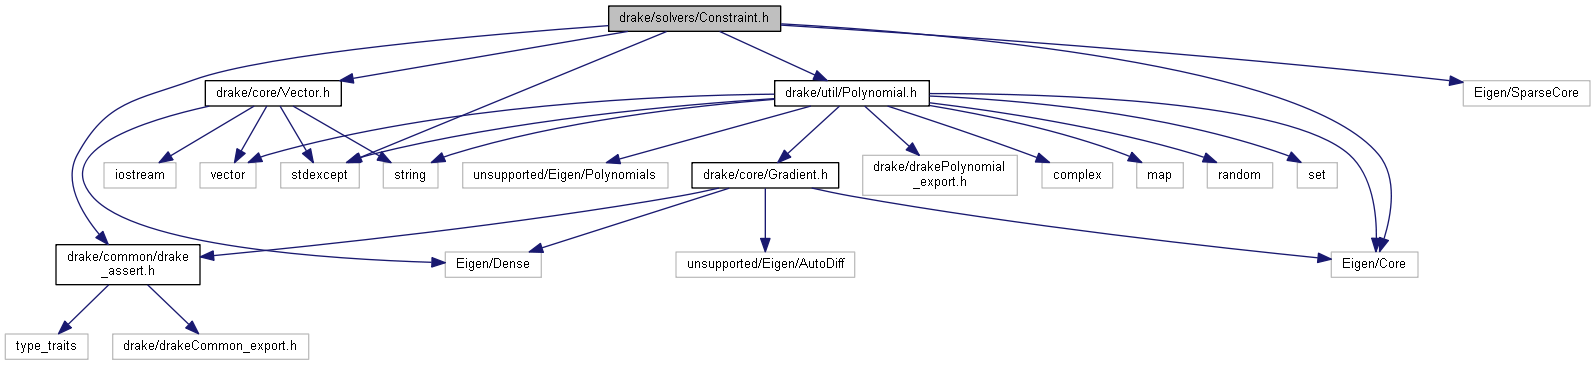 drake/solvers/Constraint.h
drake/core/Vector.h
drake/util/Polynomial.h
Eigen/SparseCore
iostream
vector
stdexcept
string
unsupported/Eigen/Polynomials
drake/core/Gradient.h
drake/drakePolynomial
_export.h
complex
map
random
set
drake/common/drake
_assert.h
Eigen/Dense
unsupported/Eigen/AutoDiff
Eigen/Core
type_traits
drake/drakeCommon_export.h